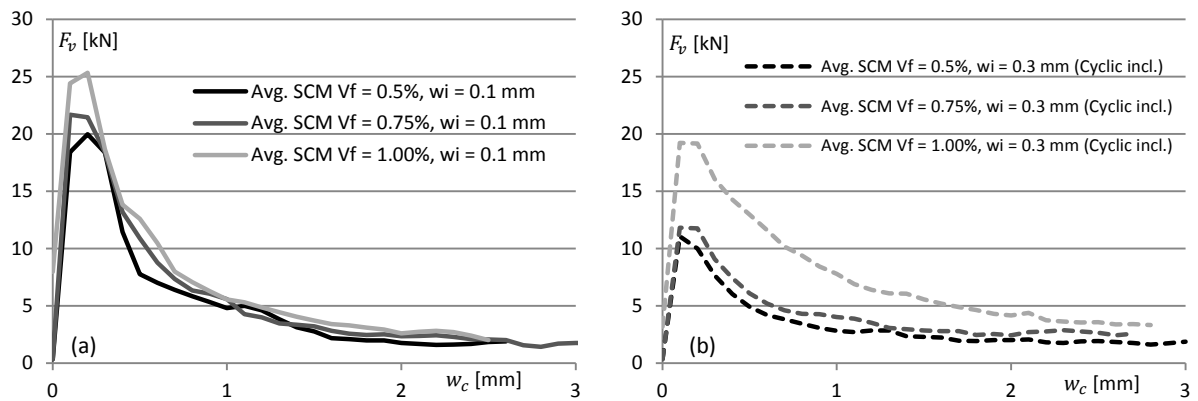 30
25
20
15
10
5
0
F_v [kN]
Avg. SCM Vf = 0.5%, wi = 0.1 mm
Avg. SCM Vf = 0.75%, wi = 0.1 mm
Avg. SCM Vf = 1.00%, wi = 0.1 mm
(a)
w_c [mm]
0 1 2 3
30
25
20
15
10
5
0
F_v [kN]
Avg. SCM Vf = 0.5%, wi = 0.3 mm (Cyclic incl.)
Avg. SCM Vf = 0.75%, wi = 0.3 mm (Cyclic incl.)
Avg. SCM Vf = 1.00%, wi = 0.3 mm (Cyclic incl.)
(b)
w_c [mm]
0 1 2 3